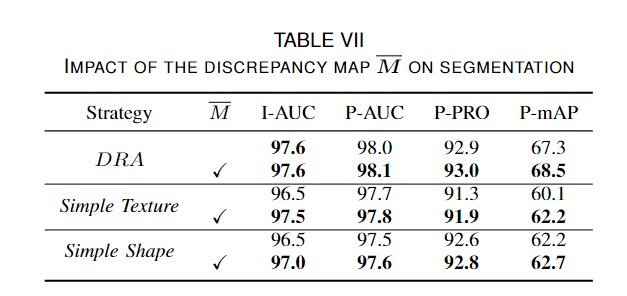 TABLE VII
IMPACT OF THE DISCREPANCY MAP M̅ ON SEGMENTATION
Strategy M̅ I-AUC P-AUC P-PRO P-mAP
DRA
97.6 98.0 92.9 67.3
✓ 97.6 98.1 93.0 68.5
Simple Texture
96.5 97.7 91.3 60.1
✓ 97.5 97.8 91.9 62.2
Simple Shape
96.5 97.5 92.6 62.2
✓ 97.0 97.6 92.8 62.7